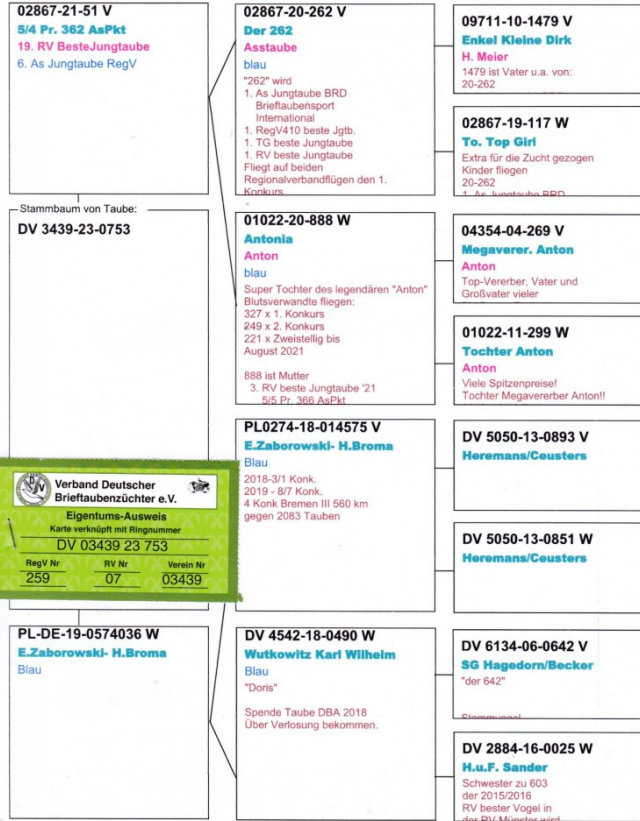 02867-21-51 V
5/4 Pr. 362 AsPkt
19. RV BesteJungtaube
6. As Jungtaube RegV
Stammbaum von Taube:
DV 3439-23-0753
Verband Deutscher
Brieftaubenzüchter e.V.
Eigentums-Ausweis
Karte verknüpft mit Ringnummer
DV 03439 23 753
RegV Nr RV Nr Verein Nr
259 07 03439
PL-DE-19-0574036 W
E.Zaborowski- H.Broma
Blau
02867-20-262 V
Der 262
Asstaube
blau
"262" wird
1. As Jungtaube BRD
Brieftaubensport
International
1. RegV410 beste Jgtb.
1. TG beste Jungtaube
1. RV beste Jungtaube
Fliegt auf beiden
Regionalverbandflügen den 1.
Konkurs
01022-20-888 W
Antonia
Anton
blau
Super Tochter des legendären "Anton"
Blutsverwandte fliegen:
327 x 1. Konkurs
249 x 2. Konkurs
221 x Zweistellig bis
August 2021
888 ist Mutter
3. RV beste Jungtaube '21
5/5 Pr. 366 AsPkt
PL0274-18-014575 V
E.Zaborowski- H.Broma
Blau
2018-3/1 Konk.
2019 - 8/7 Konk.
4 Konk Bremen III 560 km
gegen 2083 Tauben
DV 4542-18-0490 W
Wutkowitz Karl Wilhelm
Blau
"Doris"
Spende Taube DBA 2018
Über Verlosung bekommen.
09711-10-1479 V
Enkel Kleine Dirk
H. Meier
1479 ist Vater u.a. von:
20-262
02867-19-117 W
To. Top Girl
Extra für die Zucht gezogen
Kinder fliegen
20-262
1. As Jungtaube BRD
04354-04-269 V
Megaverer. Anton
Anton
Top-Vererber, Vater und
Großvater vieler
01022-11-299 W
Tochter Anton
Anton
Viele Spitzenpreise!
Tochter Megavererber Anton!!
DV 5050-13-0893 V
Heremans/Ceusters
DV 5050-13-0851 W
Heremans/Ceusters
DV 6134-06-0642 V
SG Hagedorn/Becker
"der 642"
Stammvogel
DV 2884-16-0025 W
H.u.F. Sander
Schwester zu 603
der 2015/2016
RV bester Vogel in
der RV Münster wird